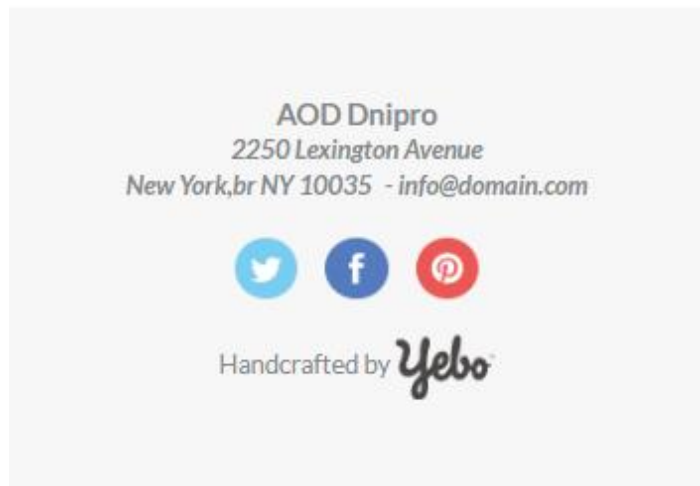 AOD Dnipro
2250 Lexington Avenue
New York,br NY 10035 - info@domain.com
Handcrafted by Yebo